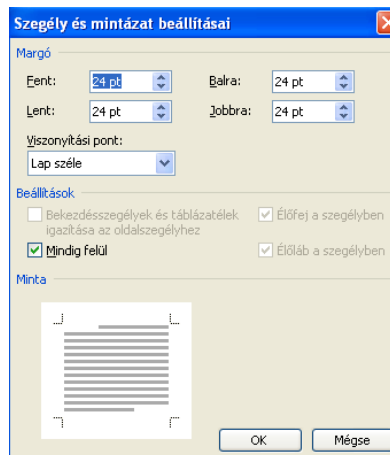 Szegély és mintázat beállításai
Margó
Fent: 24 pt Balra: 24 pt
Lent: 24 pt Jobbra: 24 pt
Viszonyítási pont:
Lap széle
Beállítások
Bekezdésszegélyek és táblázatélek igazítása az oldalszegélyhez
Élőfej a szegélyben
Mindig felül
Élőláb a szegélyben
Minta
OK Mégse